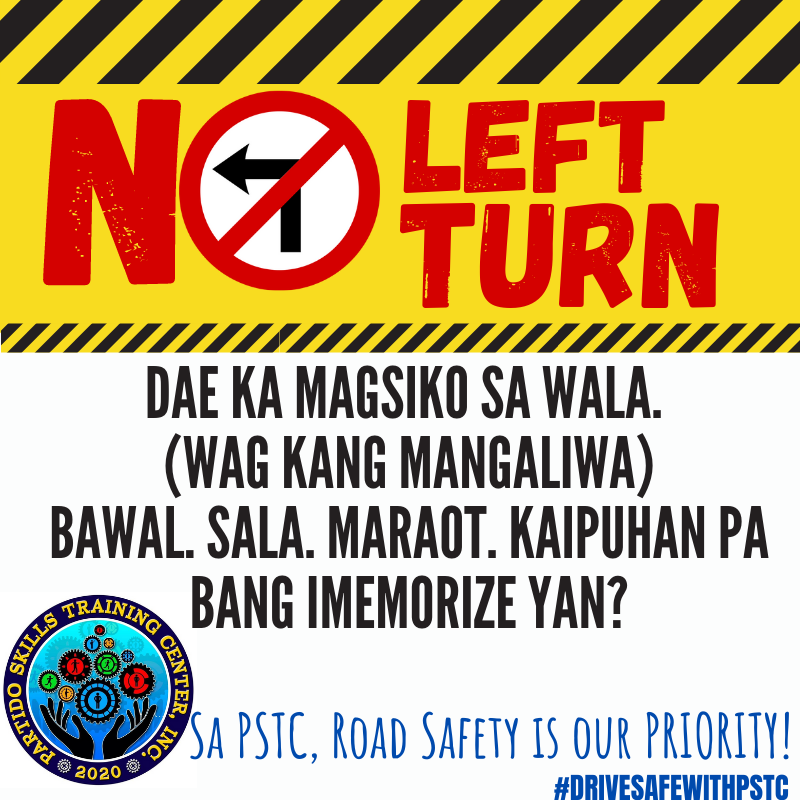 NO LEFT
TURN
DAE KA MAGSIKO SA WALA.
(WAG KANG MANGALIWA)
BAWAL. SALA. MARAOT. KAIPUHAN PA
BANG IMEMORIZE YAN?
PARTIDO SKILLS TRAINING CENTER, INC.
2020
SA PSTC, ROAD SAFETY IS OUR PRIORITY!
#DRIVESAFEWITHPSTC